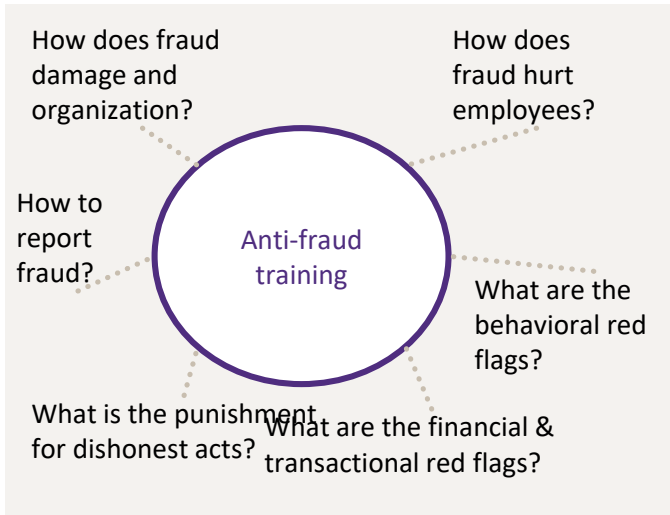 How does fraud
damage and
organization?
How does
fraud hurt
employees?
How to
report
fraud?
Anti-fraud
training
What are the
behavioral red
flags?
What is the punishment
for dishonest acts?
What are the financial &
transactional red flags?